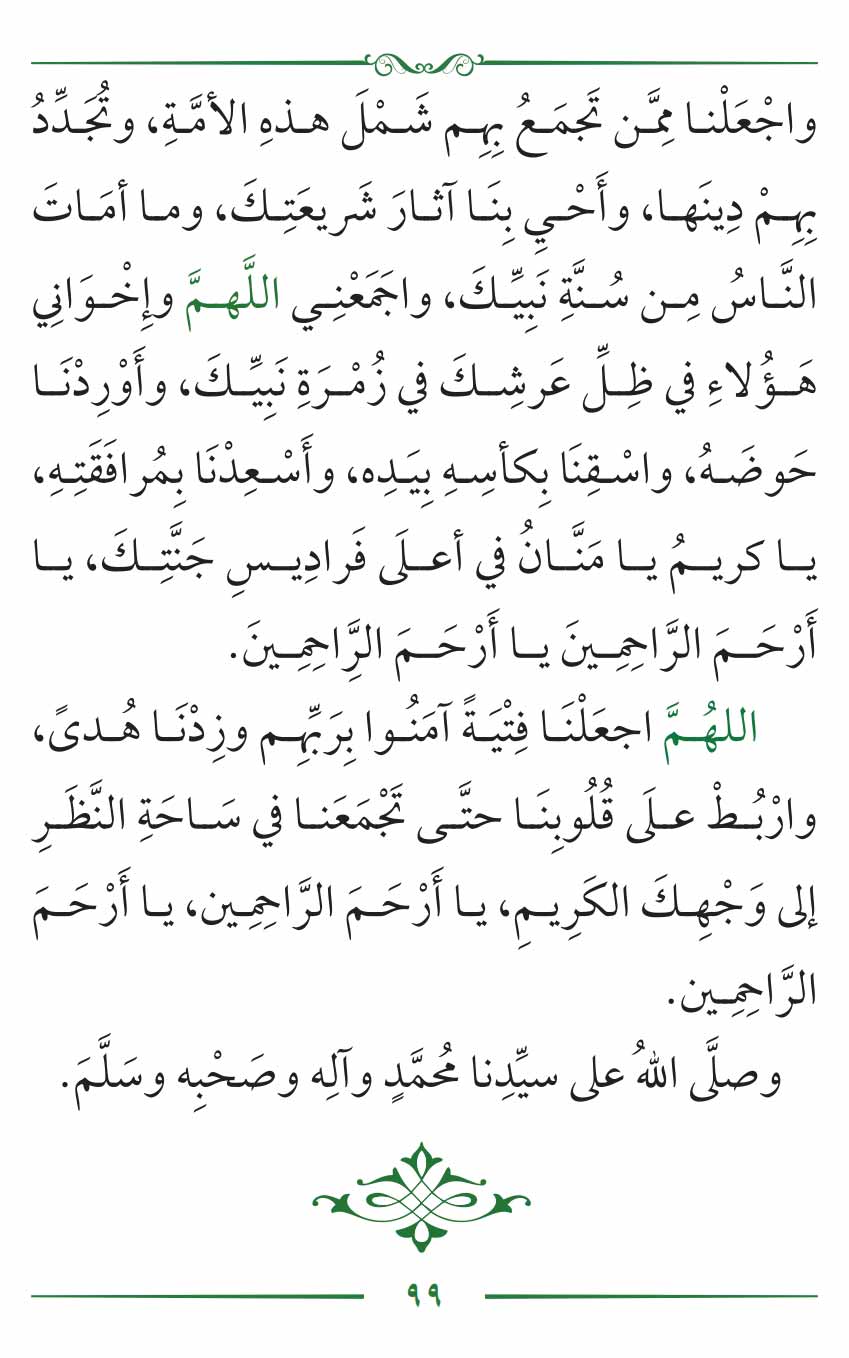 واجْعَلْنا مِمَّن تَجمَعُ بِهِم شَمْلَ هذهِ الأمَّةِ، وتُجَدِّدُ
بِهِمْ دِينَها، وأَحْيِ بِنَا آثارَ شَريعَتِكَ، وما أمَاتَ
النَّاسُ مِن سُنَّةِ نَبِيِّكَ، واجَمَعْنِي اللَّهمَّ وإِخْوَانِي
هَؤُلاءِ في ظِلِّ عَرشِكَ في زُمْرَةِ نَبِيِّكَ، وأَوْرِدْنَا
حَوضَهُ، واسْقِنَا بِكأسِهِ بِيَدِه، وأَسْعِدْنَا بِمُرافَقَتِهِ،
يا كريمُ يا مَنَّانُ في أعلَى فَرادِيسِ جَنَّتِكَ، يا
أَرْحَمَ الرَّاحِمِينَ يا أَرْحَمَ الرَّاحِمِينَ.
اللهُمَّ اجعَلْنَا فِتْيَةً آمَنُوا بِرَبِّهِم وزِدْنَا هُدىً،
وارْبُطْ علَى قُلُوبِنَا حتَّى تَجْمَعَنا في سَاحَةِ النَّظَرِ
إلى وَجْهِكَ الكَرِيمِ، يا أَرْحَمَ الرَّاحِمِين، يا أَرْحَمَ
الرَّاحِمِين.
وصلَّى اللهُ على سيِّدِنا مُحمَّدٍ وآلِه وصَحْبِه وسَلَّمَ.
٩٩